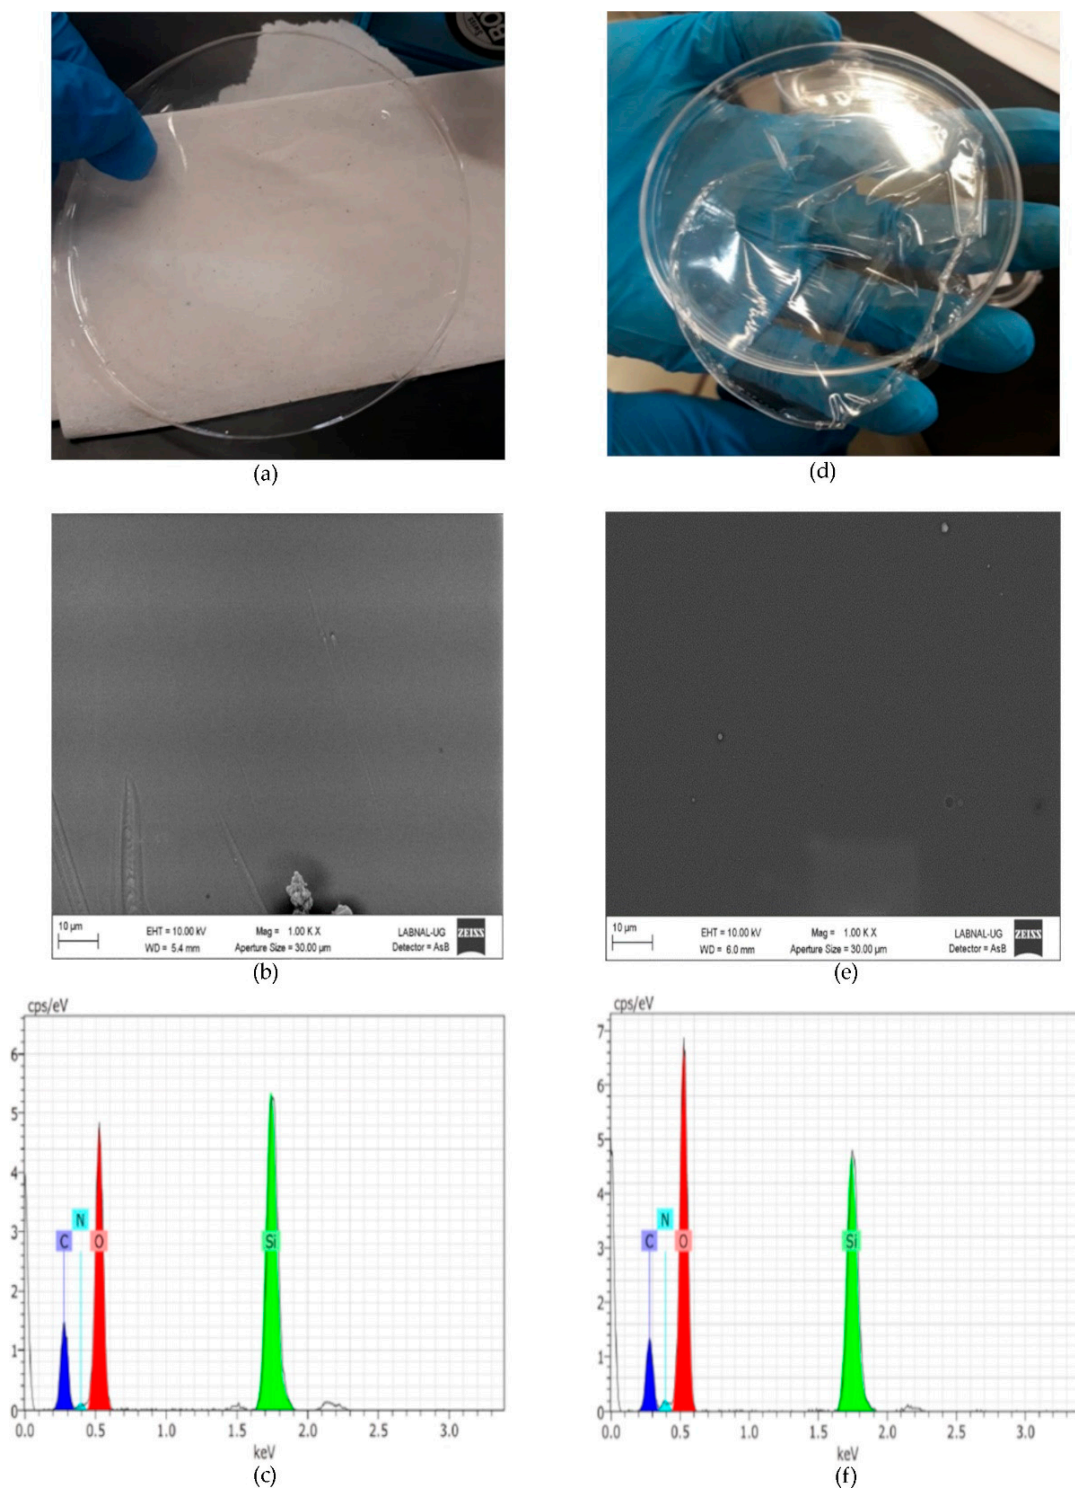 BO
(a)
(d)
10 µm
EHT = 10.00 kV
Mag = 1.00 K X
LABNAL-UG
ZEISS
WD = 5.4 mm
Aperture Size = 30.00 µm
Detector = AsB
(b)
10 µm
EHT = 10.00 kV
Mag = 1.00 K X
LABNAL-UG
ZEISS
WD = 6.0 mm
Aperture Size = 30.00 µm
Detector = AsB
(e)
cps/eV
6
5
4
3
2
1
0
C
N
O
Si
0.0 0.5 1.0 1.5 2.0 2.5 3.0
keV
(c)
cps/eV
7
6
5
4
3
2
1
0
C
N
O
Si
0.0 0.5 1.0 1.5 2.0 2.5 3.0
keV
(f)